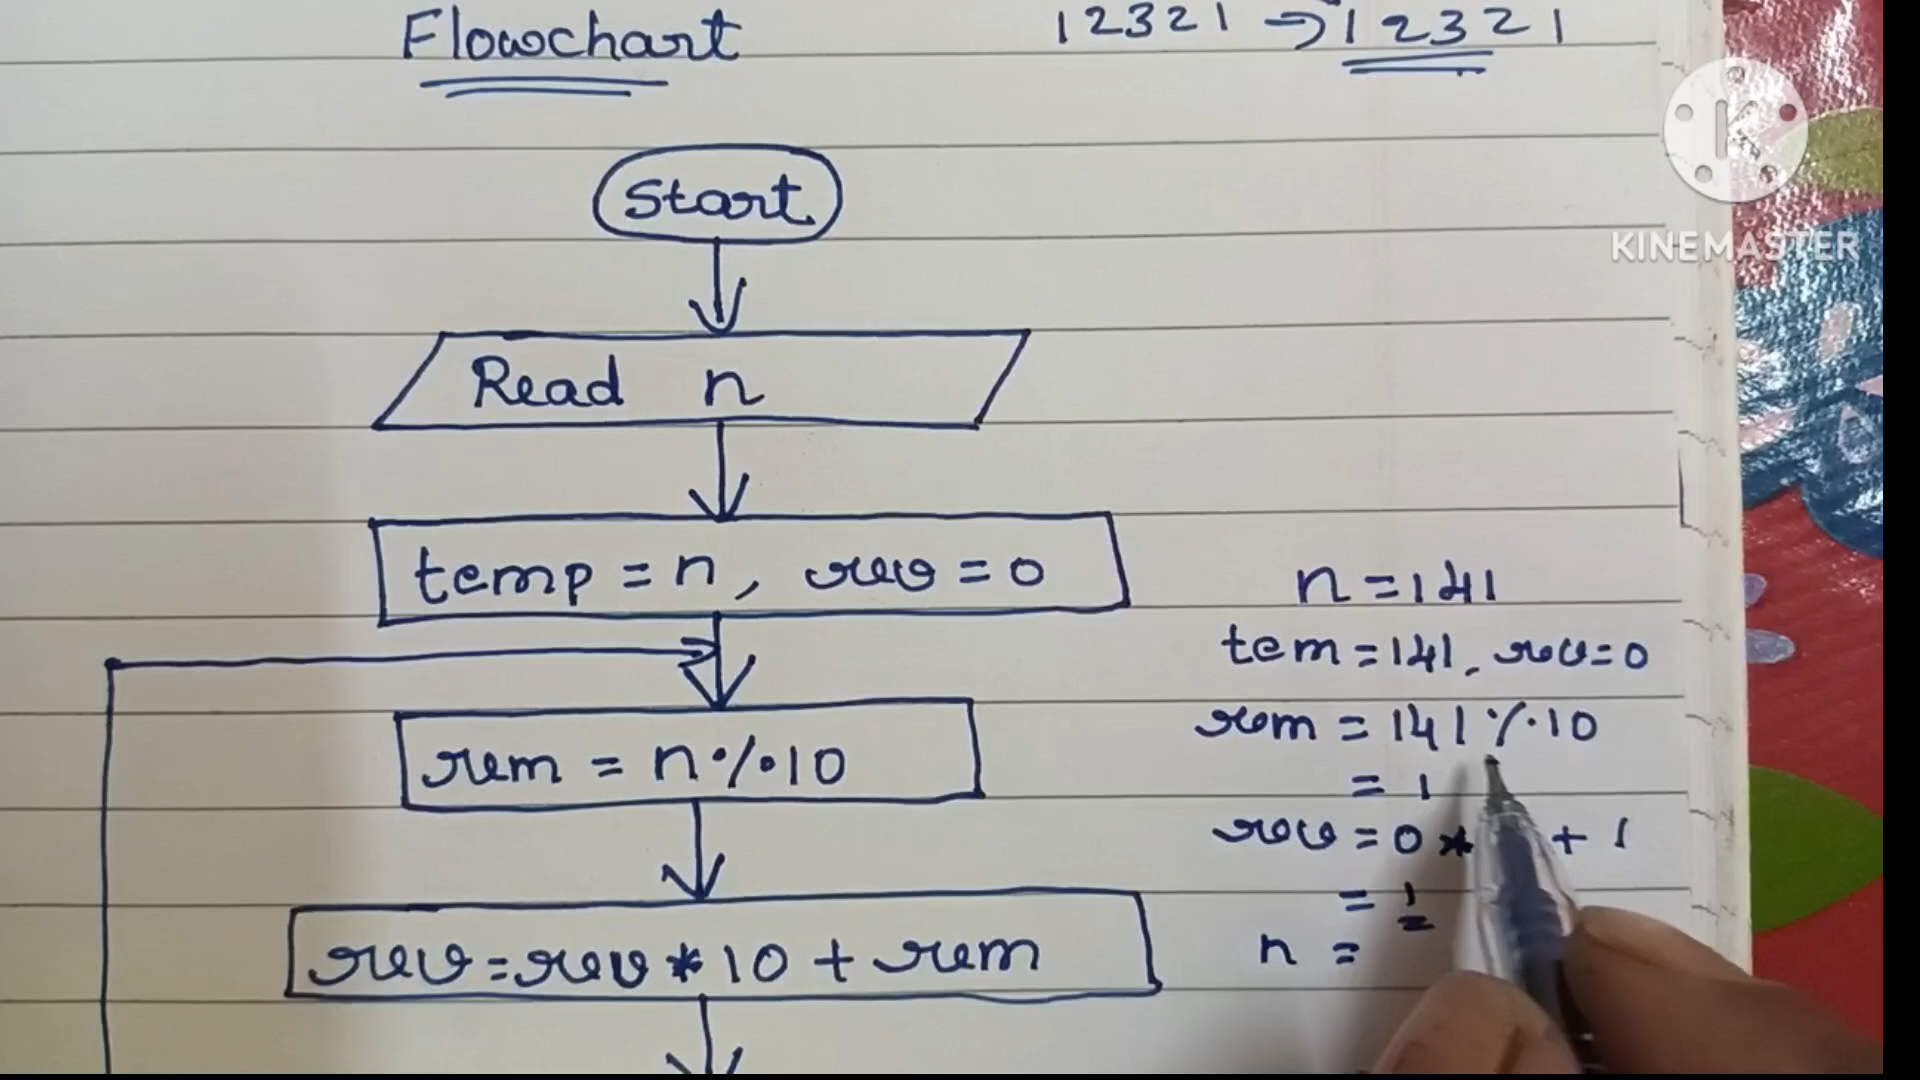 Flowchart
12321 → 12321
KINEMASTER
Start
Read n
temp = n, rev = 0
n = 141
tem = 141, rev = 0
rem = n % 10
rem = 141 % 10
= 1
rev = 0 * + 1
= 1
rev = rev * 10 + rem
n =